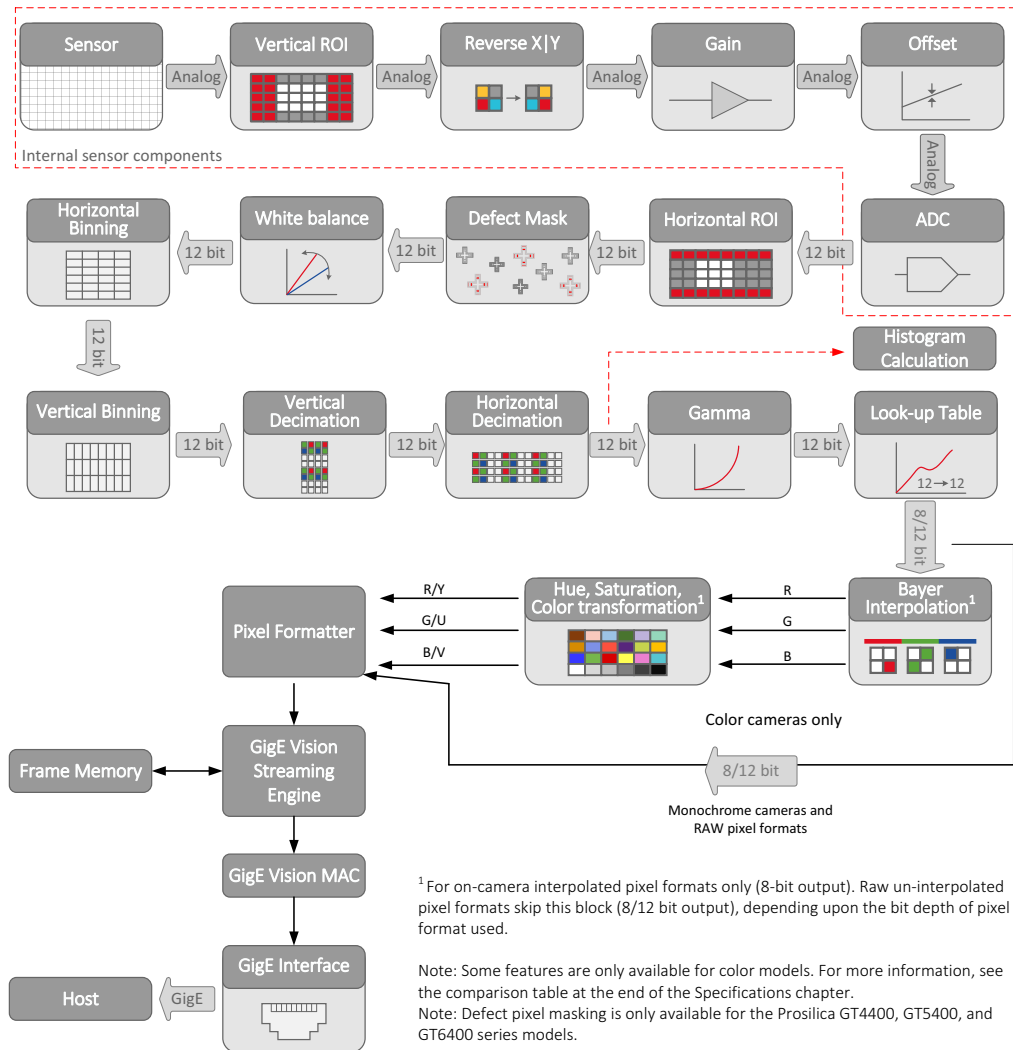 Sensor
Vertical ROI
Reverse X|Y
Gain
Offset
Analog
Analog
Analog
Analog
Internal sensor components
Analog
Horizontal
Binning
White balance
Defect Mask
Horizontal ROI
ADC
12 bit
12 bit
12 bit
12 bit
12 bit
Histogram
Calculation
Vertical Binning
Vertical
Decimation
Horizontal
Decimation
Gamma
Look-up Table
12 bit
12 bit
12 bit
12 bit
12→12
8/12 bit
Pixel Formatter
R/Y
G/U
B/V
Hue, Saturation,
Color transformation1
R
G
B
Bayer
Interpolation1
Color cameras only
8/12 bit
Monochrome cameras and
RAW pixel formats
Frame Memory
GigE Vision
Streaming
Engine
GigE Vision MAC
GigE Interface
Host
GigE
1 For on-camera interpolated pixel formats only (8-bit output). Raw un-interpolated
pixel formats skip this block (8/12 bit output), depending upon the bit depth of pixel
format used.
Note: Some features are only available for color models. For more information, see
the comparison table at the end of the Specifications chapter.
Note: Defect pixel masking is only available for the Prosilica GT4400, GT5400, and
GT6400 series models.